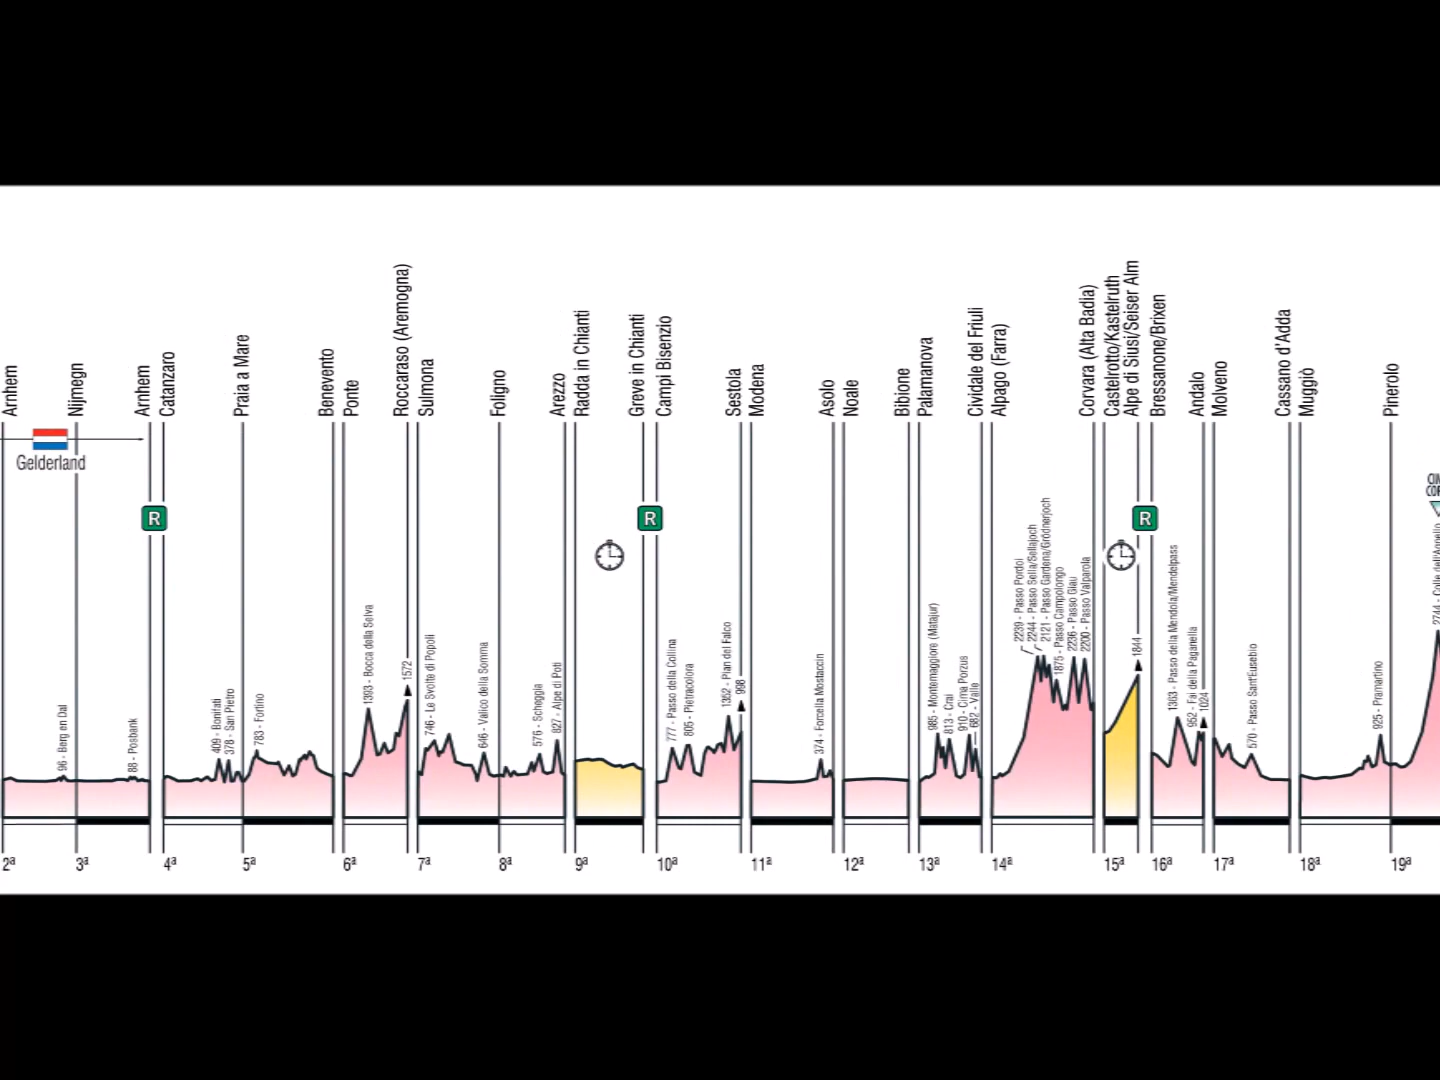 Arnhem
Nijmegn
Arnhem
Catanzaro
Praia a Mare
Benevento
Ponte
Roccaraso (Aremogna)
Sulmona
Foligno
Arezzo
Radda in Chianti
Greve in Chianti
Campi Bisenzio
Sestola
Modena
Asolo
Noale
Bibione
Palamanova
Cividale del Friuli
Alpago (Farra)
Corvara (Alta Badia)
Castelrotto/Kastelruth
Alpe di Siusi/Seiser Alm
Bressanone/Brixen
Andalo
Molveno
Cassano d'Adda
Muggiò
Pinerolo
Gelderland
R
R
R
96 - Berg en Dal
88 - Posbank
409 - Bonifati
378 - San Pietro
783 - Fortino
1393 - Bocca della Selva
1572
746 - Le Svolte di Popoli
646 - Valico della Somma
576 - Scheggia
827 - Alpe di Poti
777 - Passo della Collina
805 - Pietracolora
1352 - Pian del Falco
998
374 - Forcella Mostaccin
985 - Montemaggiore (Matajur)
813 - Crai
910 - Cima Porzus
682 - Valle
2239 - Passo Pordoi
2244 - Passo Sella/Sellajoch
2121 - Passo Gardena/Grödnerjoch
1875 - Passo Campolongo
2236 - Passo Giau
2200 - Passo Valparola
1844
1363 - Passo della Mendola/Mendelpass
952 - Fai della Paganella
1024
570 - Passo Sant'Eusebio
925 - Pramartino
2744 - Colle dell'Agnello
2ª
3ª
4ª
5ª
6ª
7ª
8ª
9ª
10ª
11ª
12ª
13ª
14ª
15ª
16ª
17ª
18ª
19ª